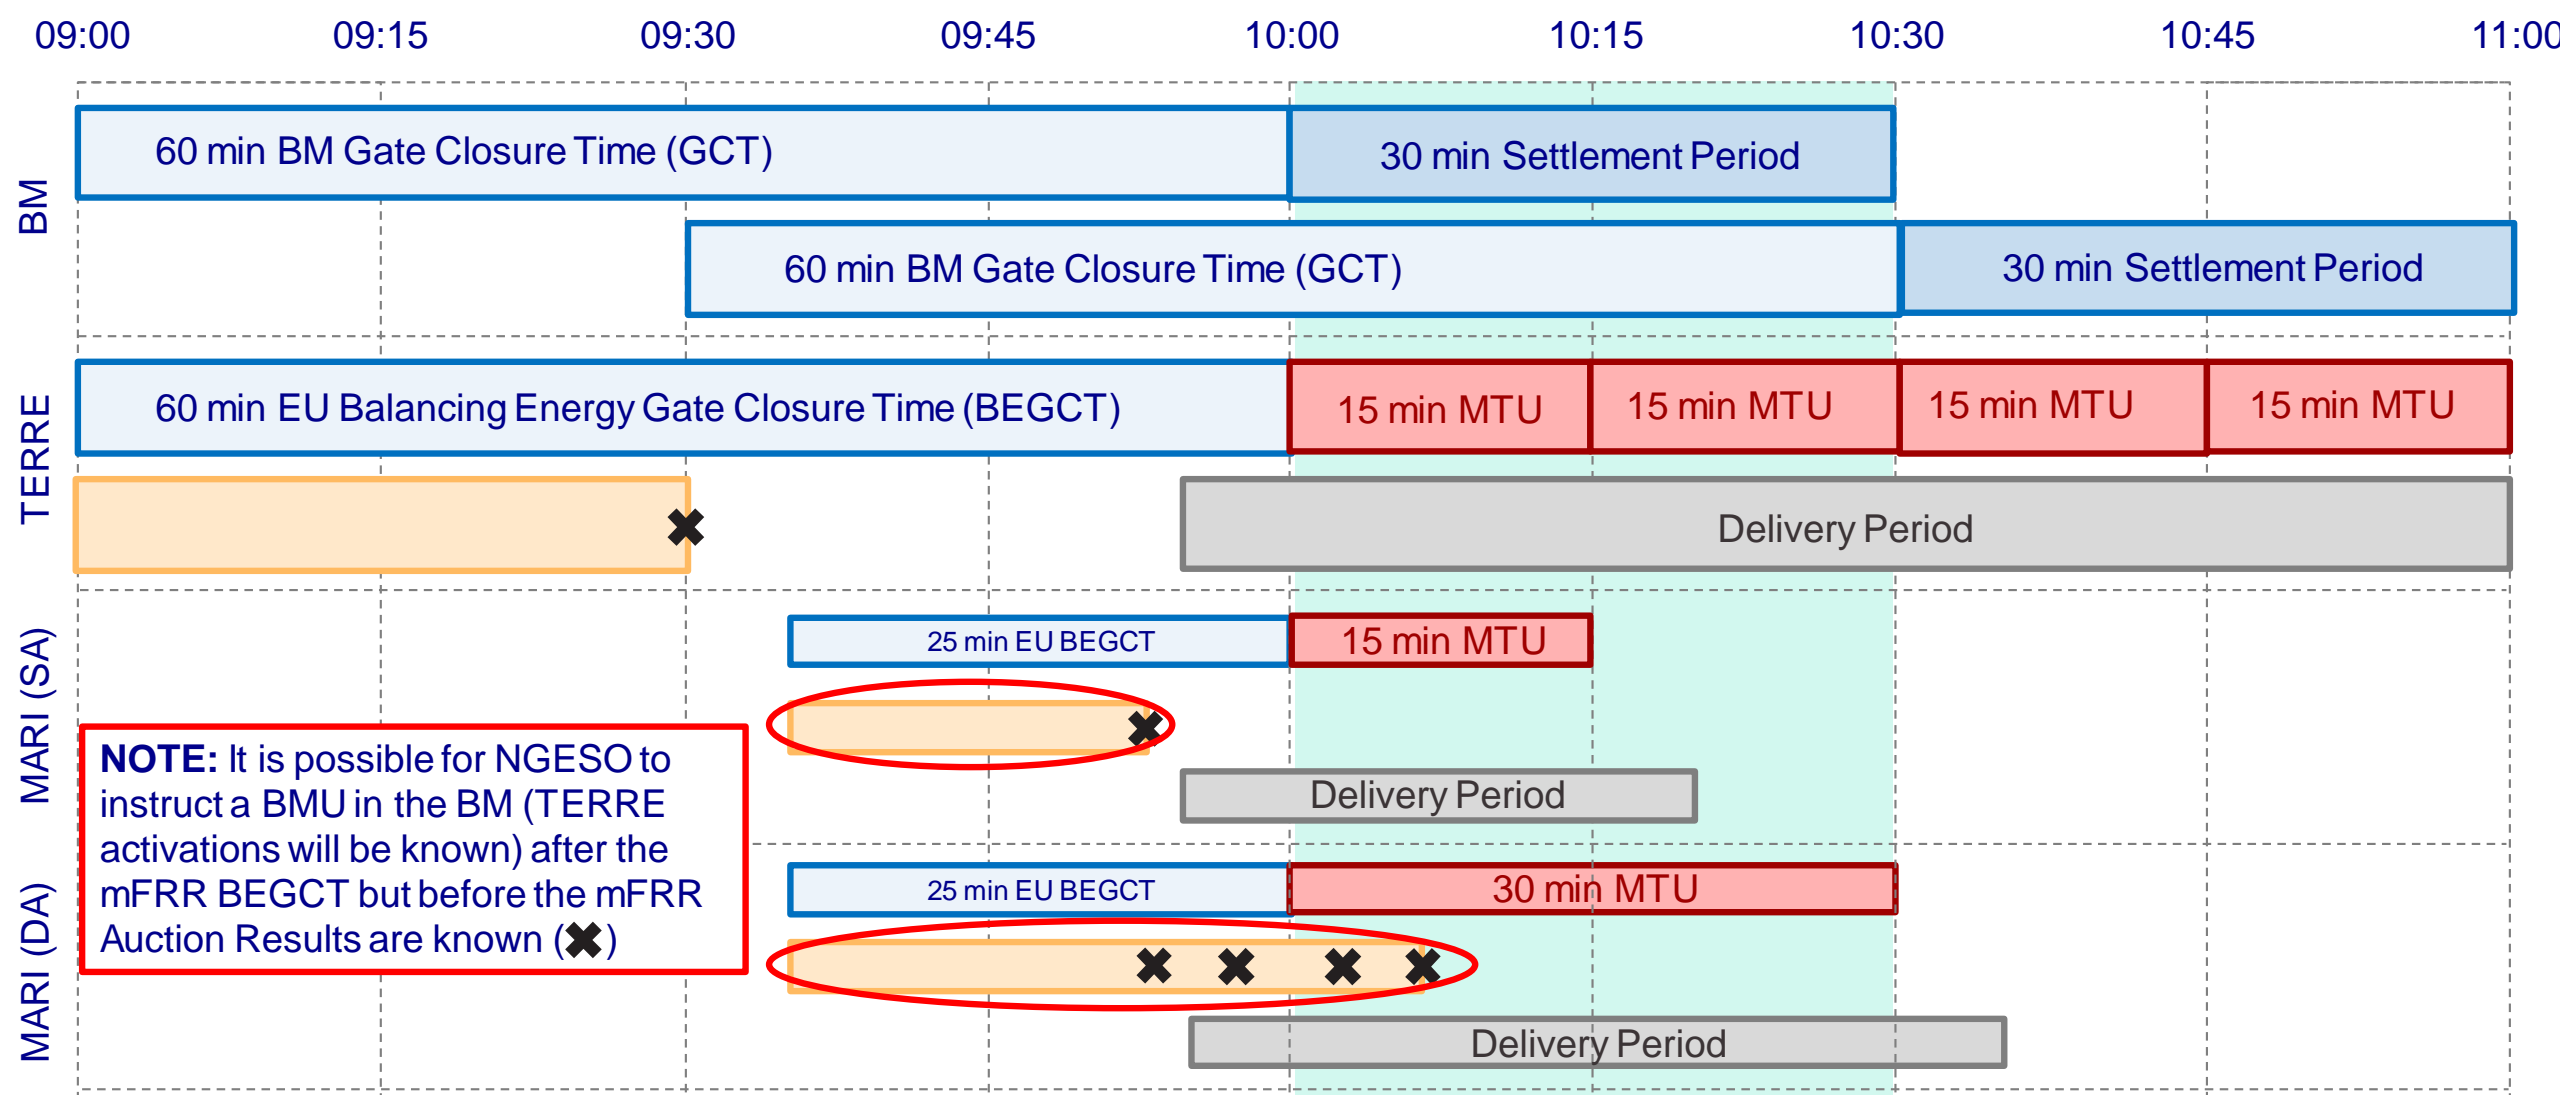 09:00 09:15 09:30 09:45 10:00 10:15 10:30 10:45 11:00
BM
60 min BM Gate Closure Time (GCT)
30 min Settlement Period
60 min BM Gate Closure Time (GCT)
30 min Settlement Period
TERRE
60 min EU Balancing Energy Gate Closure Time (BEGCT)
15 min MTU
15 min MTU
15 min MTU
15 min MTU
Delivery Period
MARI (SA)
25 min EU BEGCT
15 min MTU
Delivery Period
NOTE: It is possible for NGESO to
instruct a BMU in the BM (TERRE
activations will be known) after the
mFRR BEGCT but before the mFRR
Auction Results are known (✖)
MARI (DA)
25 min EU BEGCT
30 min MTU
Delivery Period